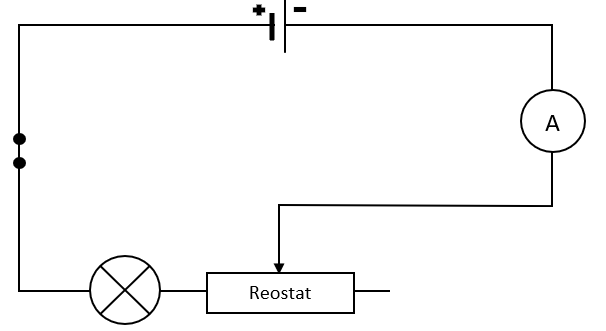 + -
A
Reostat